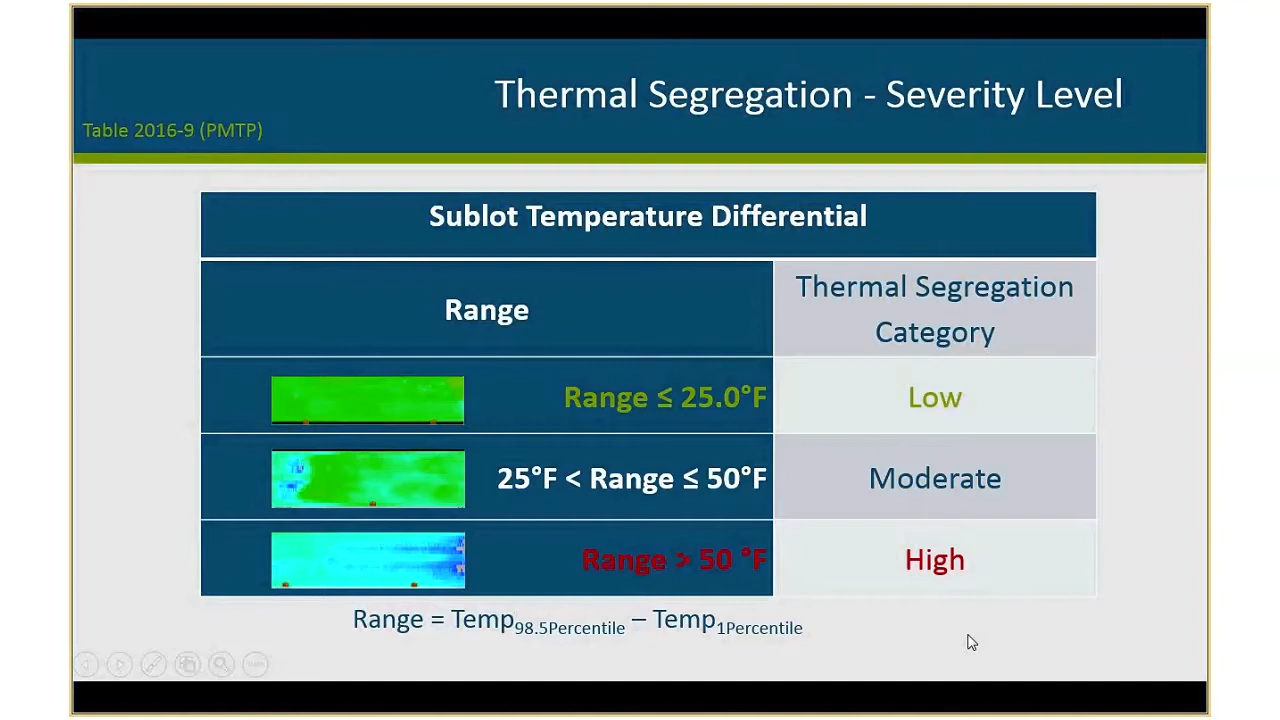 Thermal Segregation - Severity Level
Table 2016-9 (PMTP)
Sublot Temperature Differential
Range
Thermal Segregation
Category
Range ≤ 25.0°F
Low
25°F < Range ≤ 50°F
Moderate
Range > 50 °F
High
Range = Temp98.5Percentile – Temp1Percentile